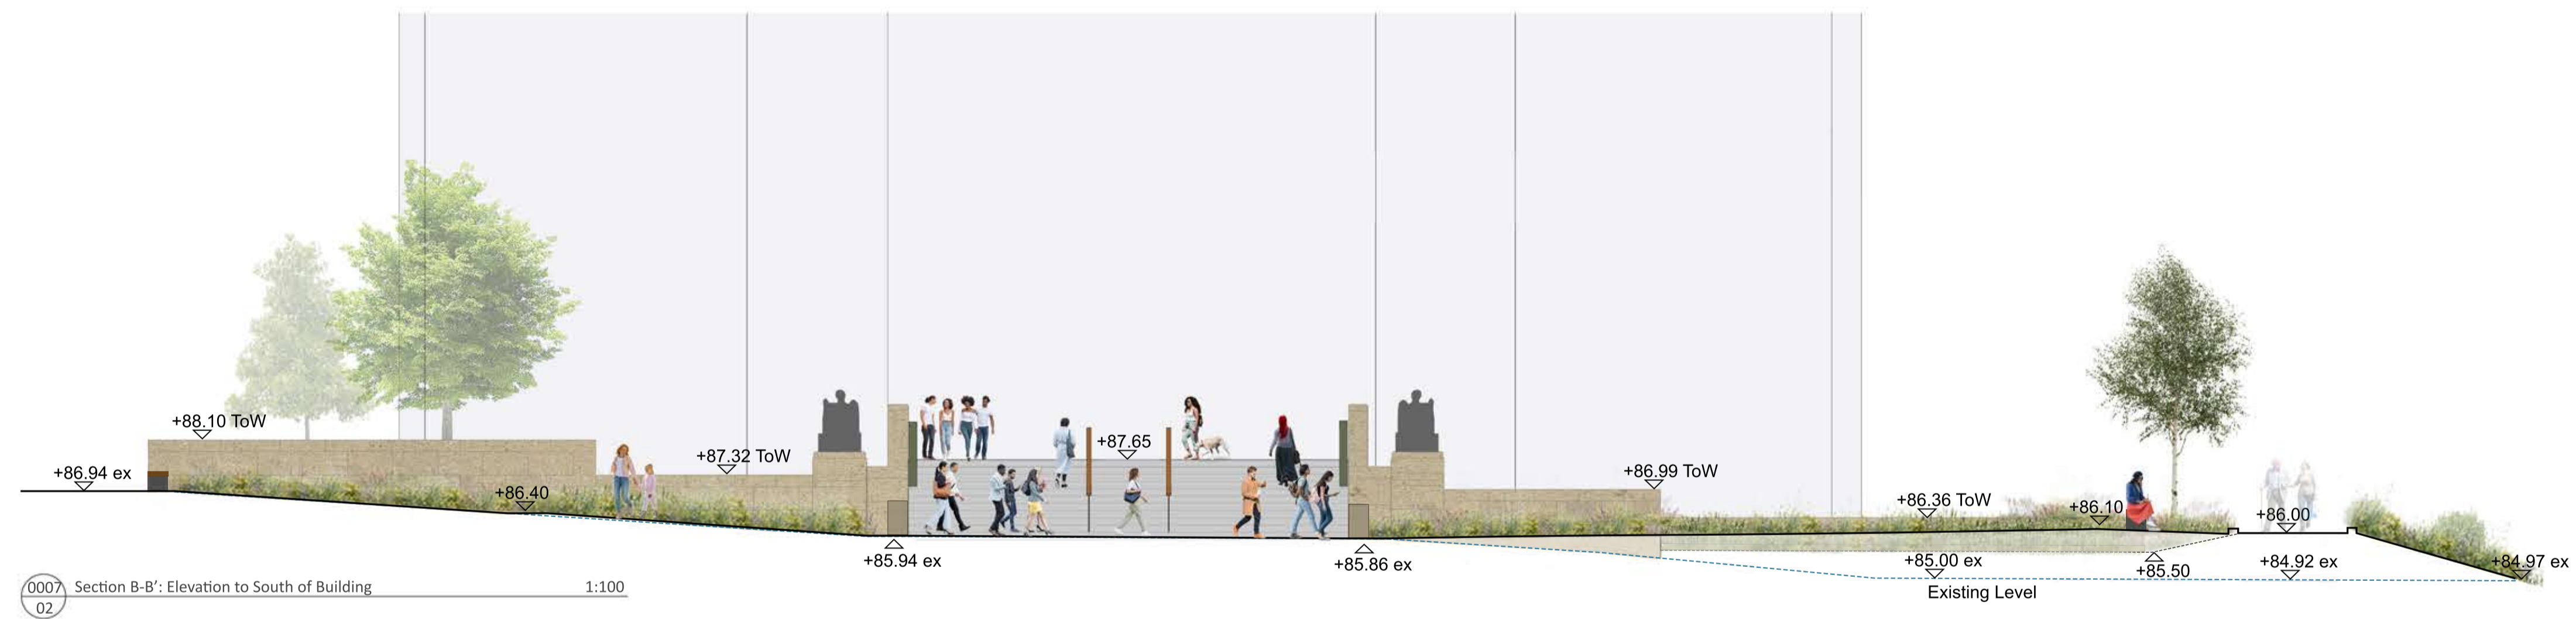 +88.10 ToW
+86.94 ex
+86.40
+87.32 ToW
+87.65
+86.99 ToW
+86.36 ToW
+86.10
+86.00
+85.94 ex
+85.86 ex
+85.00 ex
+85.50
+84.92 ex
+84.97 ex
Existing Level
0007
02
Section B-B’: Elevation to South of Building 1:100